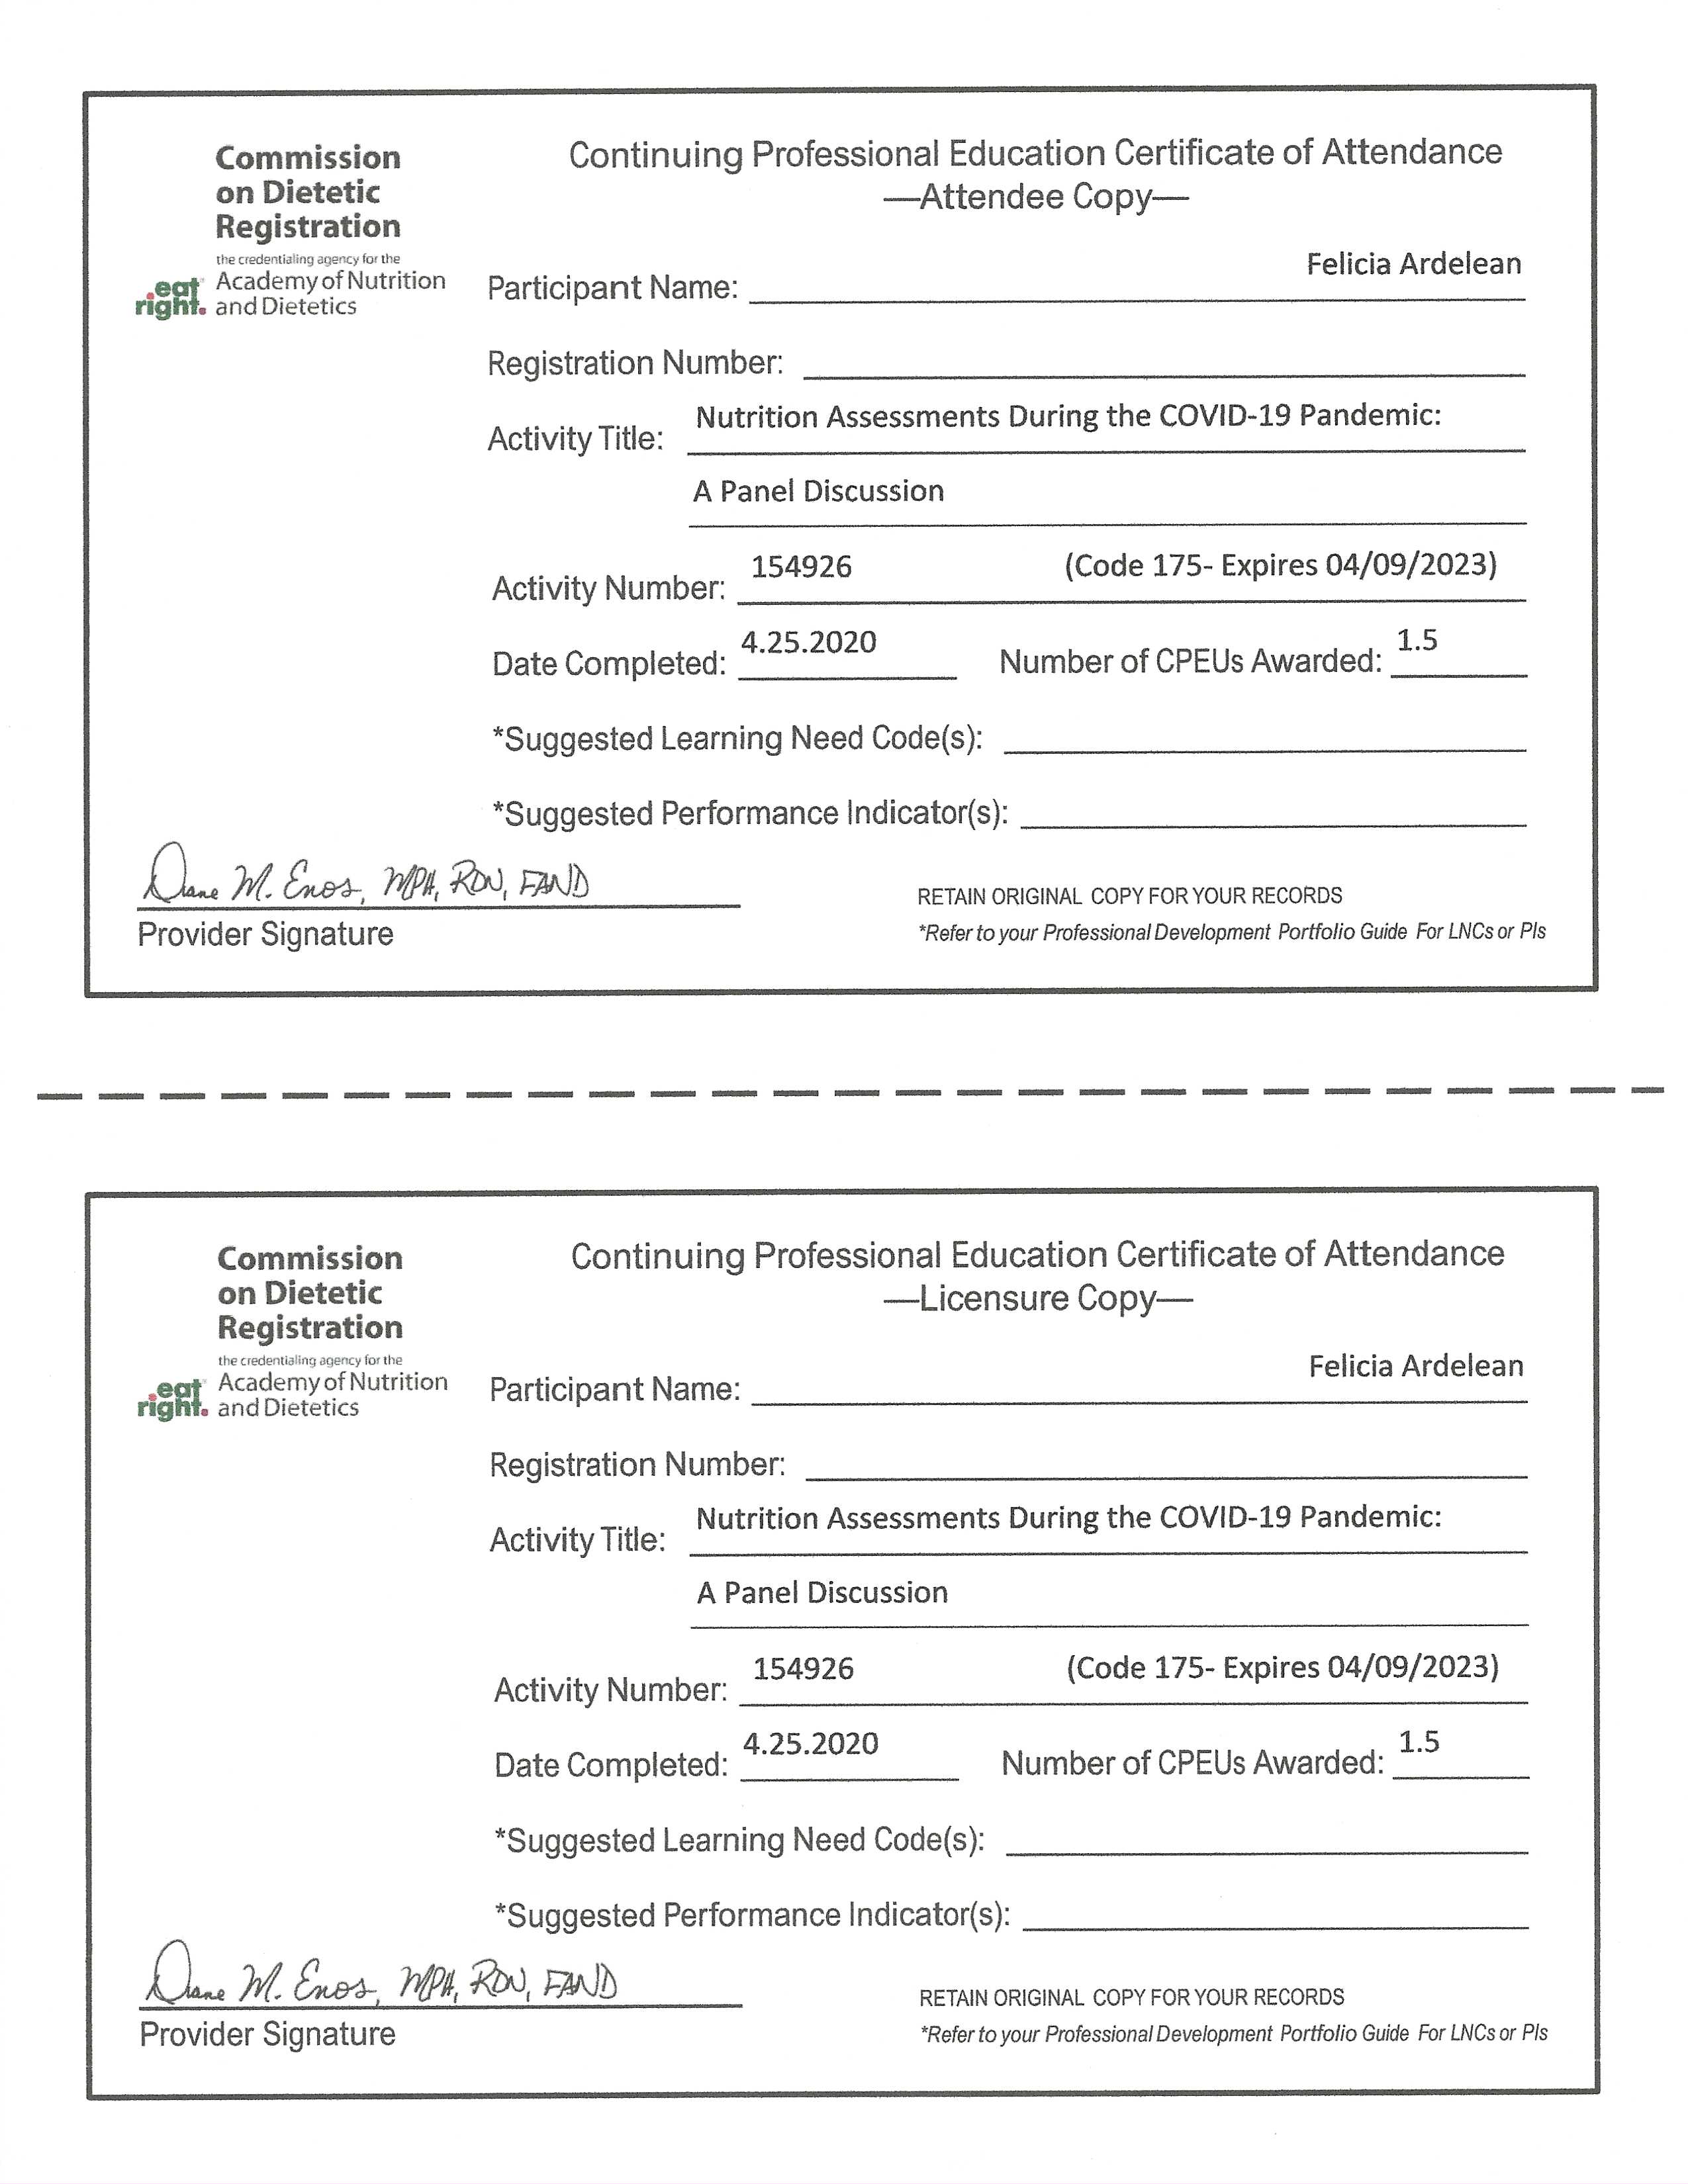 Commission
on Dietetic
Registration
the credentialing agency for the
eat right. Academy of Nutrition
and Dietetics
Continuing Professional Education Certificate of Attendance
—Attendee Copy—
Participant Name: Felicia Ardelean
Registration Number:
Activity Title: Nutrition Assessments During the COVID-19 Pandemic:
A Panel Discussion
Activity Number: 154926 (Code 175- Expires 04/09/2023)
Date Completed: 4.25.2020 Number of CPEUs Awarded: 1.5
*Suggested Learning Need Code(s):
*Suggested Performance Indicator(s):
Diane M. Enos, MPH, RDN, FAND
Provider Signature
RETAIN ORIGINAL COPY FOR YOUR RECORDS
*Refer to your Professional Development Portfolio Guide For LNCs or PIs
Commission
on Dietetic
Registration
the credentialing agency for the
eat right. Academy of Nutrition
and Dietetics
Continuing Professional Education Certificate of Attendance
—Licensure Copy—
Participant Name: Felicia Ardelean
Registration Number:
Activity Title: Nutrition Assessments During the COVID-19 Pandemic:
A Panel Discussion
Activity Number: 154926 (Code 175- Expires 04/09/2023)
Date Completed: 4.25.2020 Number of CPEUs Awarded: 1.5
*Suggested Learning Need Code(s):
*Suggested Performance Indicator(s):
Diane M. Enos, MPH, RDN, FAND
Provider Signature
RETAIN ORIGINAL COPY FOR YOUR RECORDS
*Refer to your Professional Development Portfolio Guide For LNCs or PIs